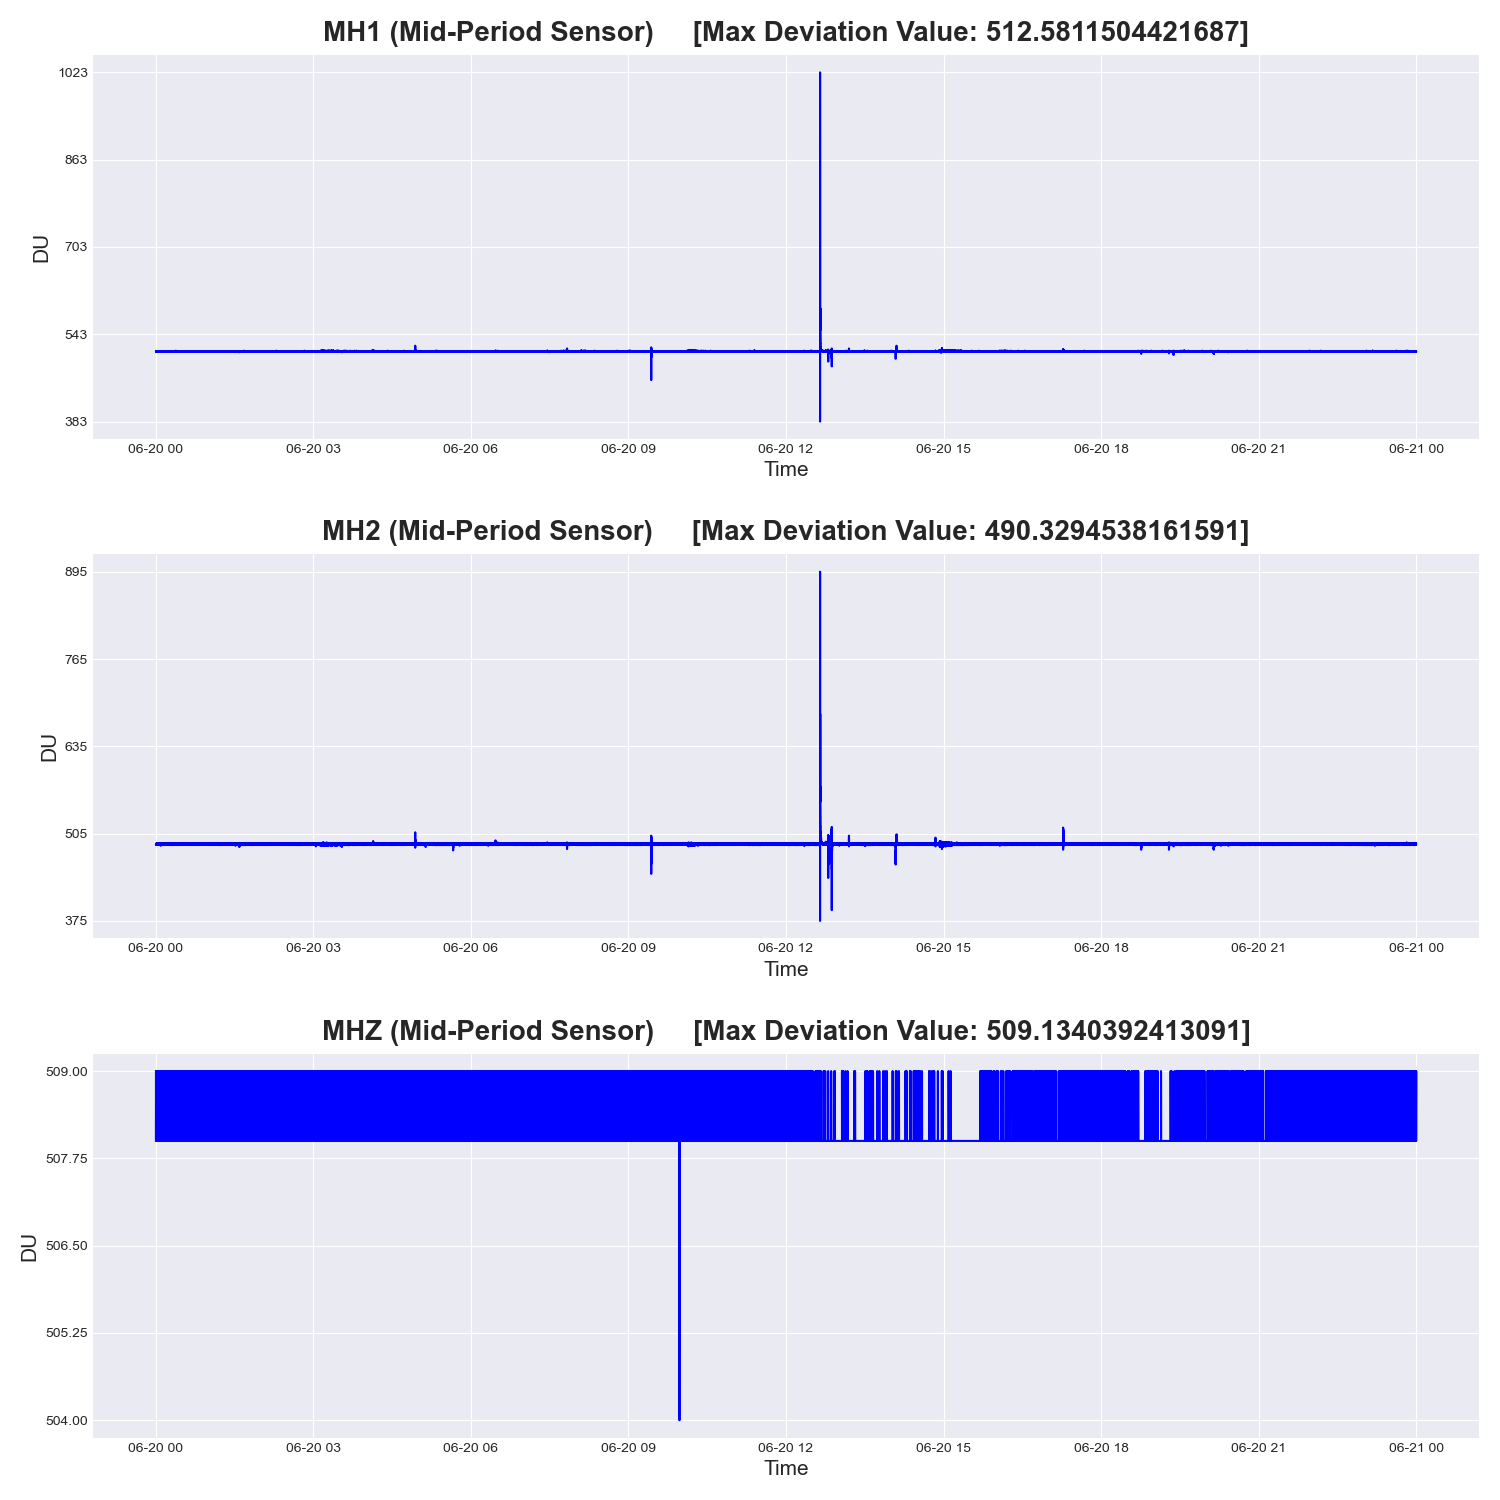 MH1 (Mid-Period Sensor) [Max Deviation Value: 512.5811504421687]
1023
863
703
543
383
DU
06-20 00 06-20 03 06-20 06 06-20 09 06-20 12 06-20 15 06-20 18 06-20 21 06-21 00
Time
MH2 (Mid-Period Sensor) [Max Deviation Value: 490.3294538161591]
895
765
635
505
375
DU
06-20 00 06-20 03 06-20 06 06-20 09 06-20 12 06-20 15 06-20 18 06-20 21 06-21 00
Time
MHZ (Mid-Period Sensor) [Max Deviation Value: 509.1340392413091]
509.00
507.75
506.50
505.25
504.00
DU
06-20 00 06-20 03 06-20 06 06-20 09 06-20 12 06-20 15 06-20 18 06-20 21 06-21 00
Time